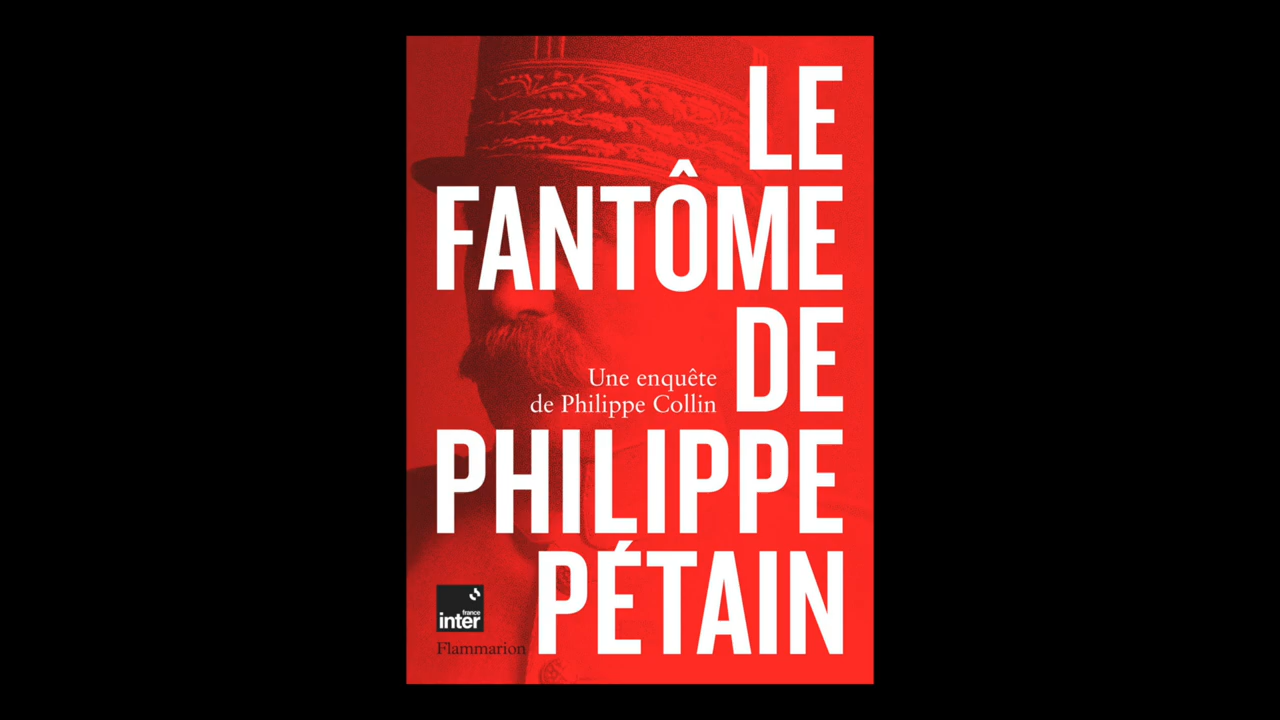 LE
FANTÔME
DE
Une enquête
de Philippe Collin
PHILIPPE
PÉTAIN
france
inter
Flammarion